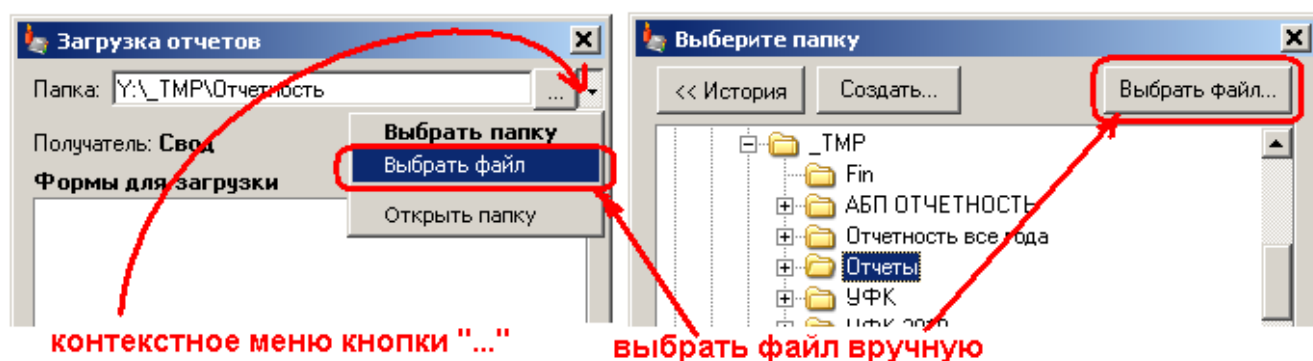 Загрузка отчетов
Папка: Y:\_TMP\Отчетность ...
Выбрать папку
Получатель: Свод
Выбрать файл
Формы для загрузки
Открыть папку
контекстное меню кнопки "..."
Выберите папку
<< История Создать... Выбрать файл...
_TMP
Fin
АБП ОТЧЕТНОСТЬ
Отчетность все года
Отчеты
УФК
выбрать файл вручную